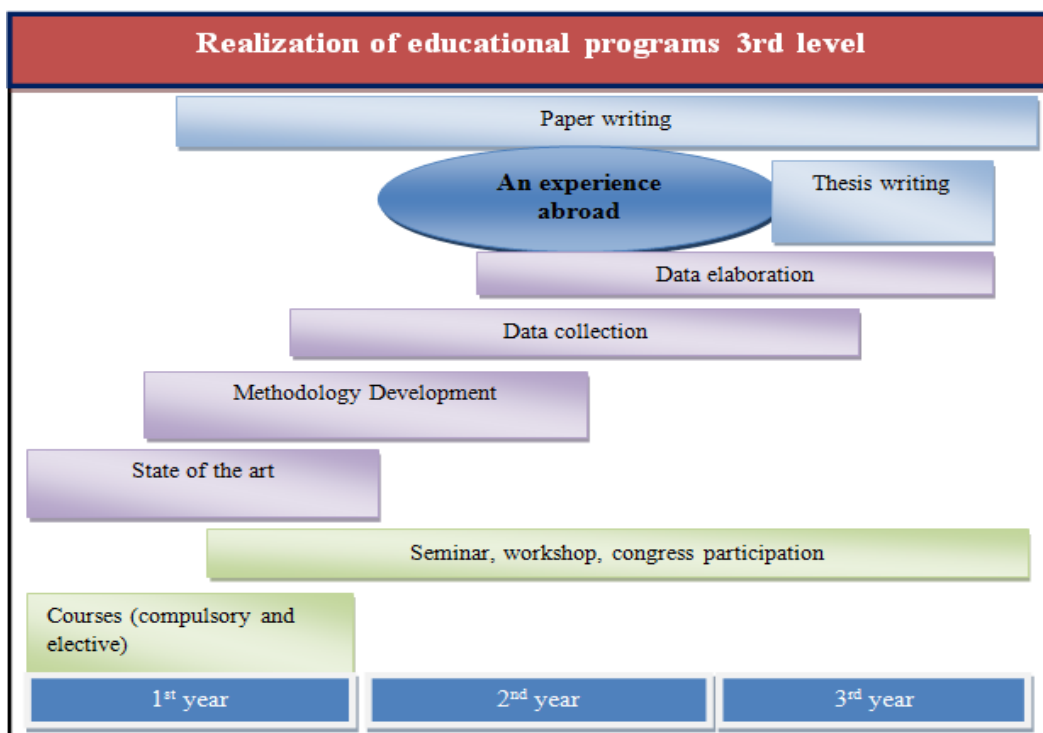 Realization of educational programs 3rd level
Paper writing
An experience
abroad
Thesis writing
Data elaboration
Data collection
Methodology Development
State of the art
Seminar, workshop, congress participation
Courses (compulsory and
elective)
1st year
2nd year
3rd year